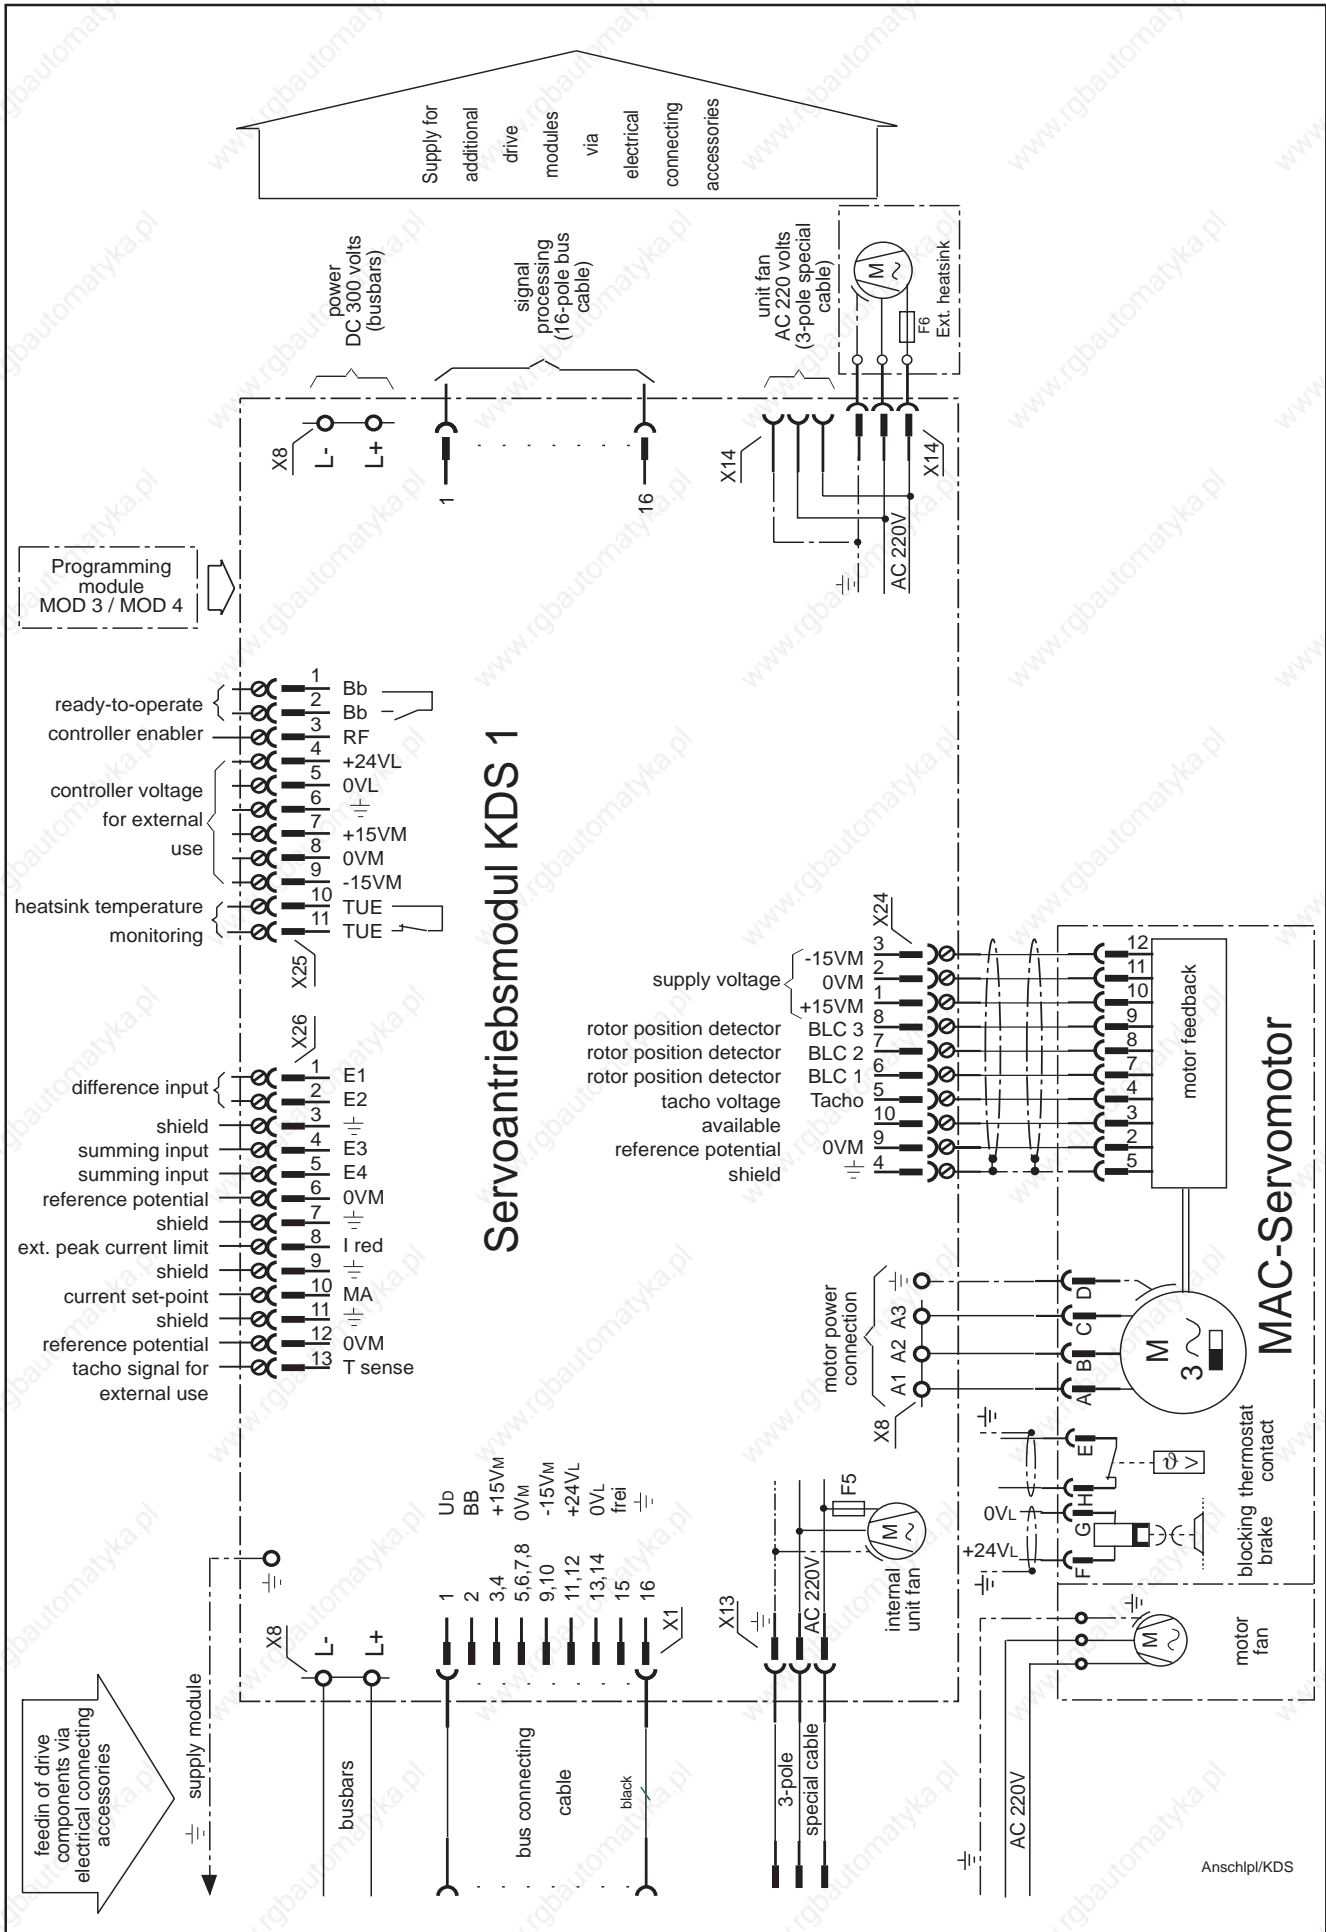 Supply for
additional
drive
modules
via
electrical
connecting
accessories
power
DC 300 volts
(busbars)
signal
processing
(16-pole bus
cable)
unit fan
AC 220 volts
(3-pole special
cable)
M
F6
Ext. heatsink
X8
L-
L+
1
16
X14
X14
AC 220V
Programming
module
MOD 3 / MOD 4
ready-to-operate
controller enabler
controller voltage
for external
use
heatsink temperature
monitoring
1 Bb
2 Bb
3 RF
4 +24VL
5 0VL
6
7 +15VM
8 0VM
9 -15VM
10 TUE
11 TUE
X25
X26
difference input
1 E1
2 E2
shield 3
summing input 4 E3
summing input 5 E4
reference potential 6 0VM
shield 7
ext. peak current limit 8 I red
shield 9
current set-point 10 MA
shield 11
reference potential 12 0VM
tacho signal for 13 T sense
external use
Servoantriebsmodul KDS 1
X24
supply voltage
-15VM 3 12
0VM 2 11
+15VM 1 10
rotor position detector BLC 3 8 9
rotor position detector BLC 2 7 8
rotor position detector BLC 1 6 7
tacho voltage Tacho 5 4
available 10 3
reference potential 0VM 9 2
shield 4 5
motor feedback
MAC-Servomotor
motor power
connection
X8
A1
A2
A3
A
B
C
D
M
3
E
H
G
F
0VL
+24VL
ϑ >
thermostat
contact
blocking
brake
motor
fan
M
AC 220V
X8
L-
L+
UD
BB
+15VM
0VM
-15VM
+24VL
0VL
frei
1
2
3,4
5,6,7,8
9,10
11,12
13,14
15
16
X1
X13
AC 220V
F5
M
internal
unit fan
feedin of drive
components via
electrical connecting
accessories
supply module
busbars
bus connecting
cable
black
3-pole
special cable
Anschlpl/KDS
www.rgbautomatyka.pl